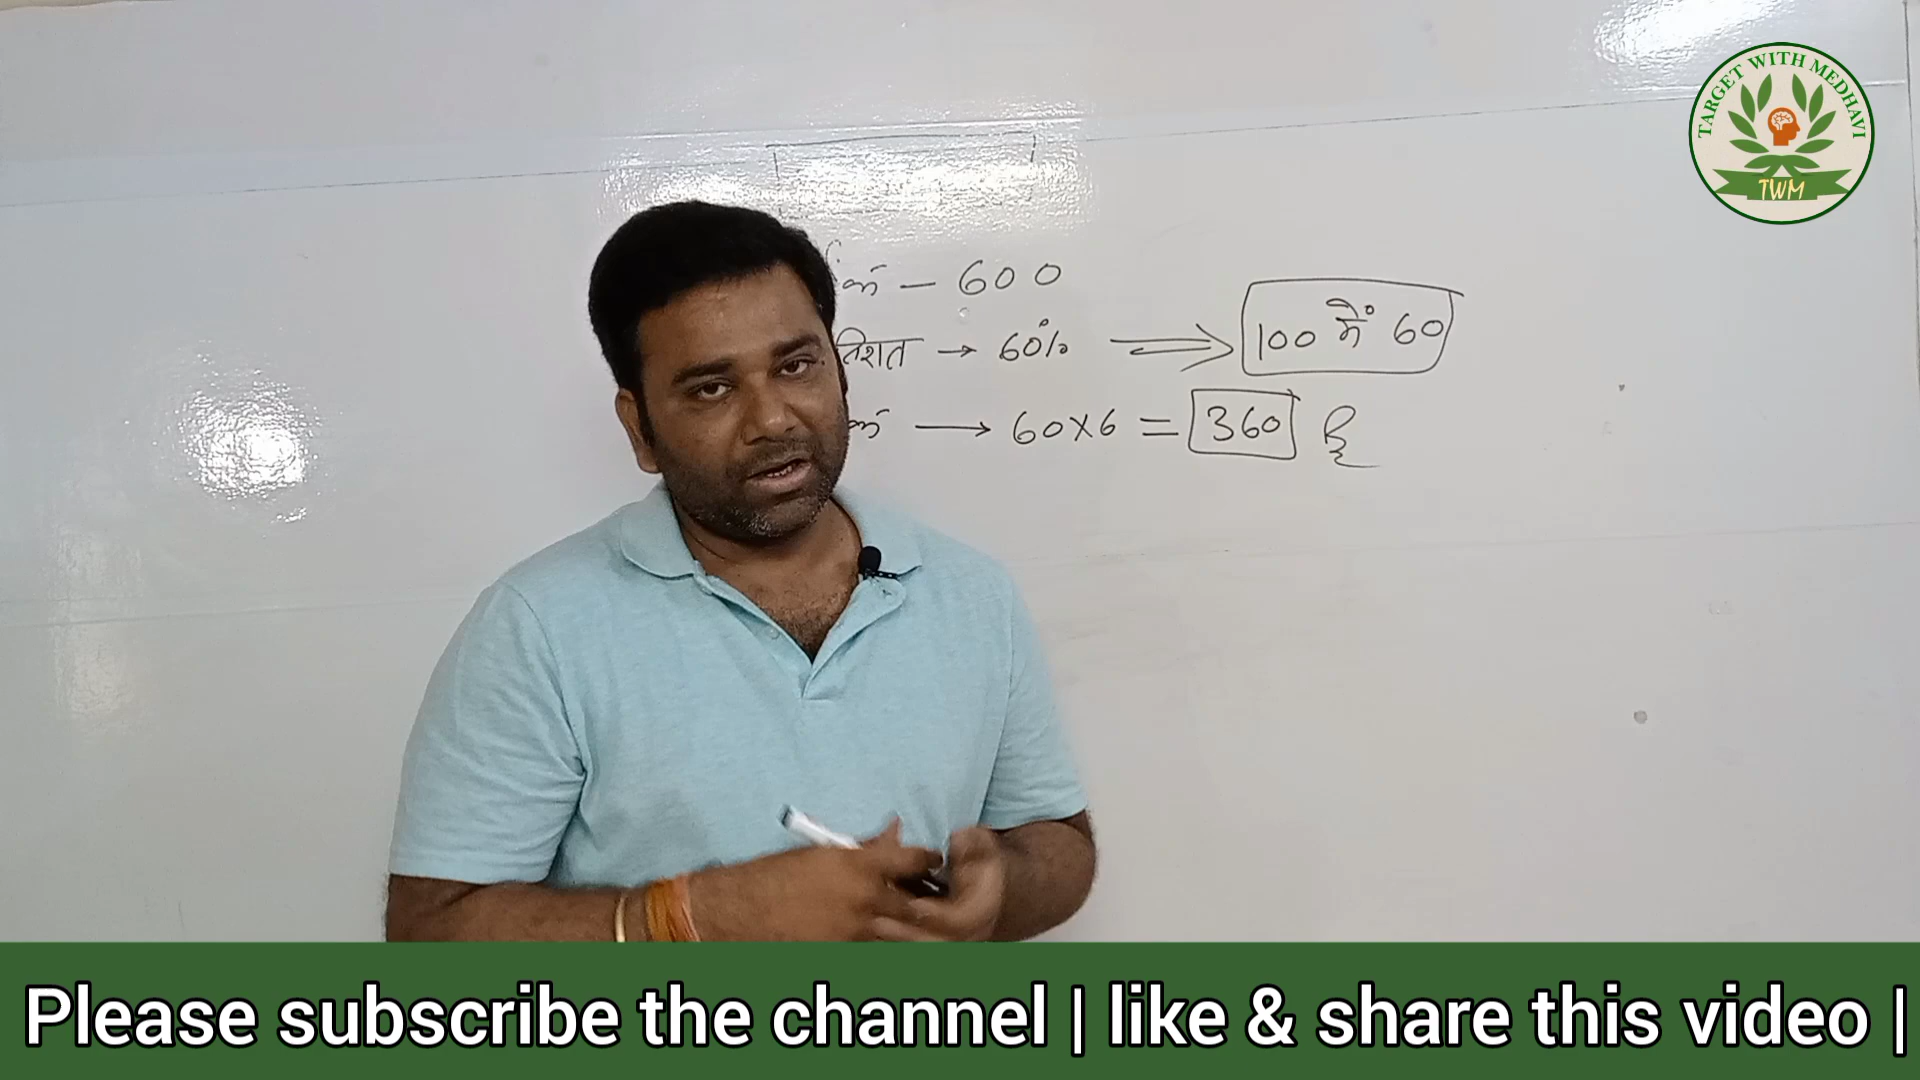 TARGET WITH MEDHAVI
TWM
– 600
→ 60% ⟹ 100 में 60
→ 60×6 = 360
Please subscribe the channel | like & share this video |